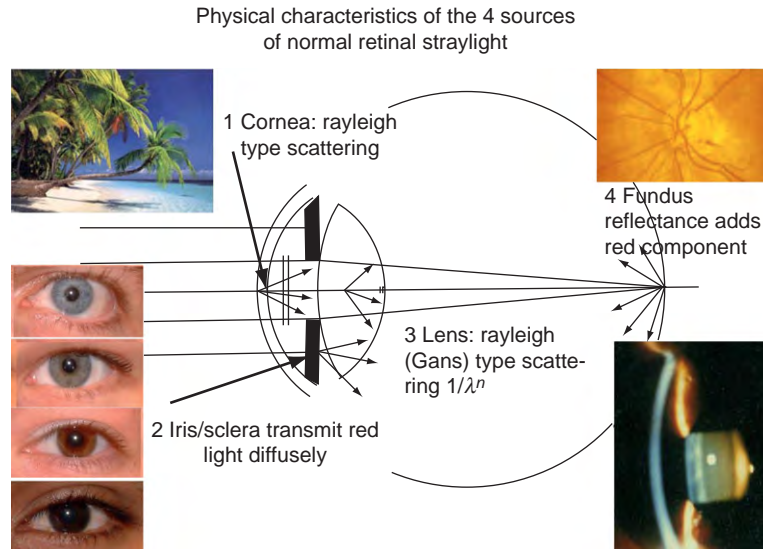 Physical characteristics of the 4 sources
of normal retinal straylight
1 Cornea: rayleigh
type scattering
4 Fundus
reflectance adds
red component
3 Lens: rayleigh
(Gans) type scatte-
ring 1/λⁿ
2 Iris/sclera transmit red
light diffusely